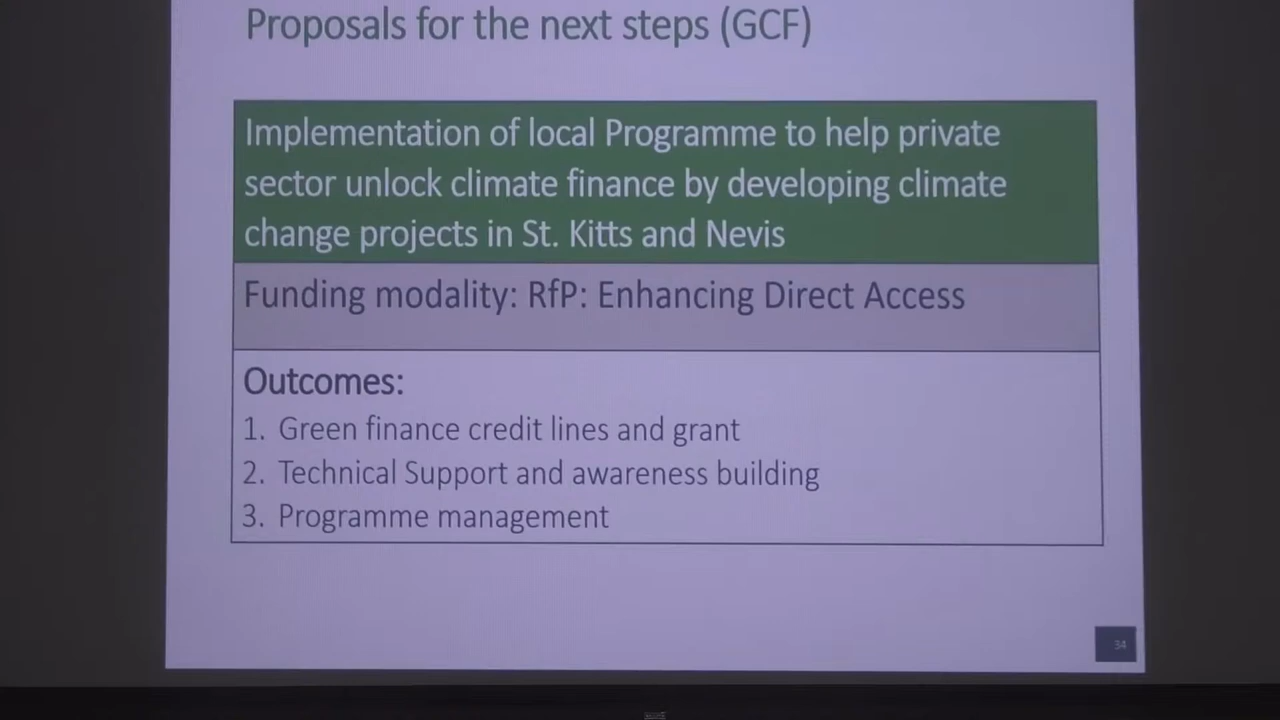 Proposals for the next steps (GCF)
Implementation of local Programme to help private
sector unlock climate finance by developing climate
change projects in St. Kitts and Nevis
Funding modality: RfP: Enhancing Direct Access
Outcomes:
1. Green finance credit lines and grant
2. Technical Support and awareness building
3. Programme management
34